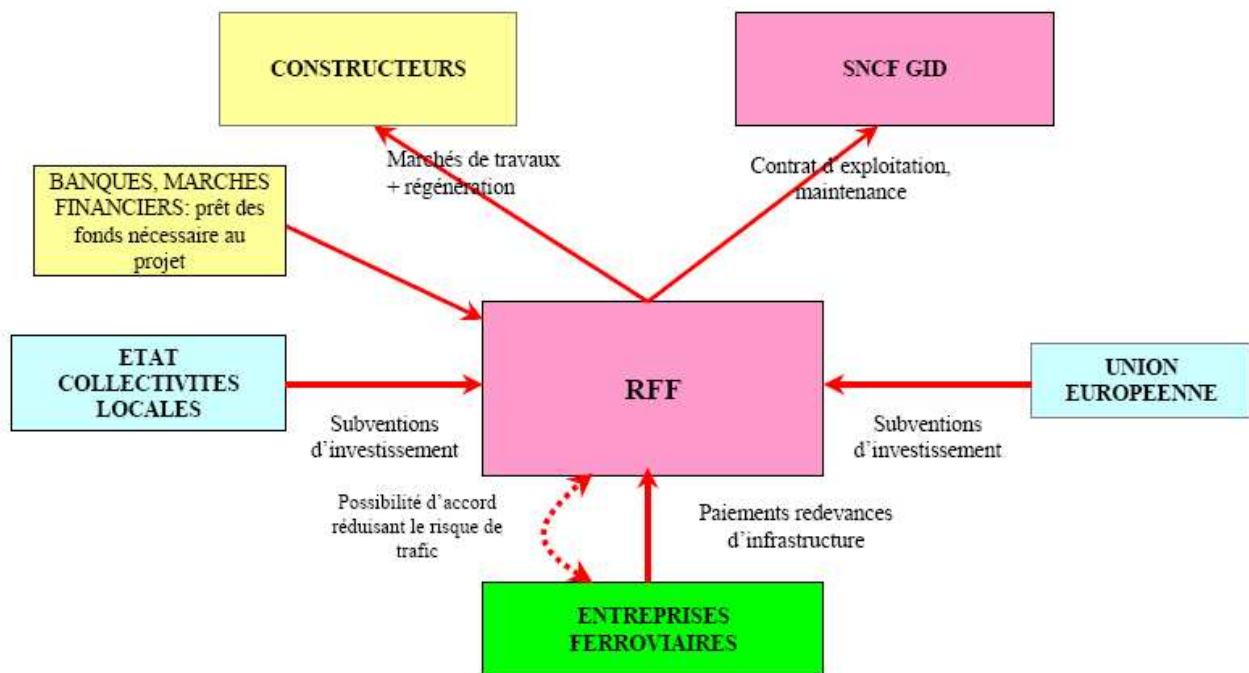 CONSTRUCTEURS
SNCF GID
Marchés de travaux
+ régénération
Contrat d'exploitation,
maintenance
BANQUES, MARCHES
FINANCIERS: prêt des
fonds nécessaire au
projet
ETAT
COLLECTIVITES
LOCALES
RFF
UNION
EUROPEENNE
Subventions
d'investissement
Subventions
d'investissement
Possibilité d'accord
réduisant le risque de
trafic
Paiements redevances
d'infrastructure
ENTREPRISES
FERROVIAIRES